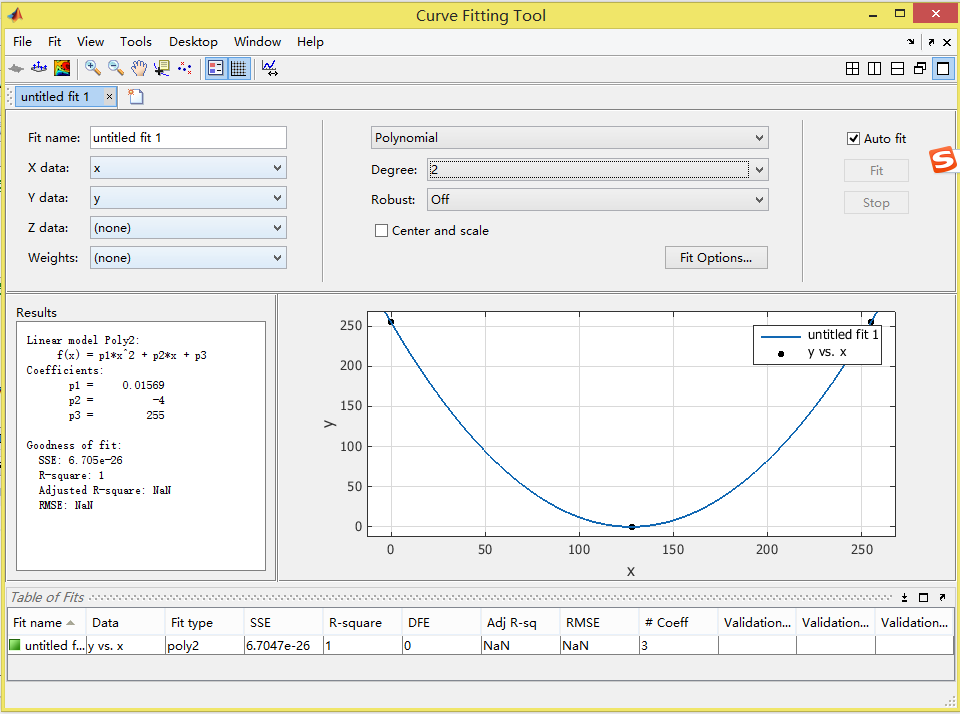 Curve Fitting Tool
File Fit View Tools Desktop Window Help
untitled fit 1
Fit name: untitled fit 1
X data: x
Y data: y
Z data: (none)
Weights: (none)
Polynomial
Degree: 2
Robust: Off
Center and scale
Fit Options...
Auto fit
Fit
Stop
S
Results
Linear model Poly2:
f(x) = p1*x^2 + p2*x + p3
Coefficients:
p1 = 0.01569
p2 = -4
p3 = 255
Goodness of fit:
SSE: 6.705e-26
R-square: 1
Adjusted R-square: NaN
RMSE: NaN
250
200
150
100
50
0
y
0 50 100 150 200 250
x
untitled fit 1
y vs. x
Table of Fits
Fit name Data Fit type SSE R-square DFE Adj R-sq RMSE # Coeff Validation... Validation... Validation...
untitled f... y vs. x poly2 6.7047e-26 1 0 NaN NaN 3